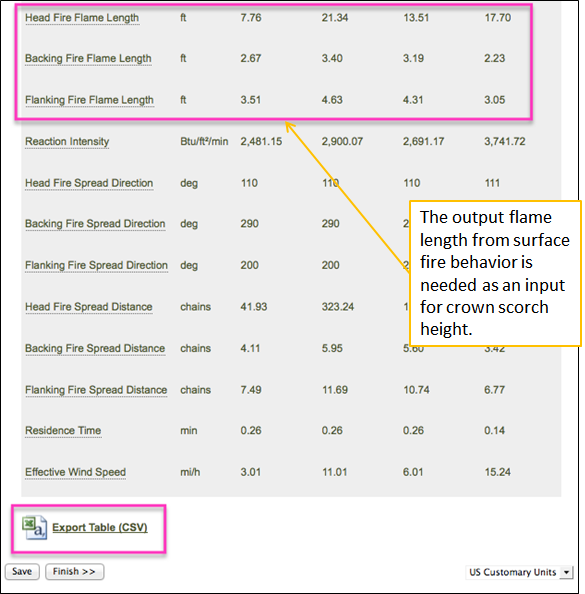 Head Fire Flame Length ft 7.76 21.34 13.51 17.70
Backing Fire Flame Length ft 2.67 3.40 3.19 2.23
Flanking Fire Flame Length ft 3.51 4.63 4.31 3.05
Reaction Intensity Btu/ft²/min 2,481.15 2,900.07 2,691.17 3,741.72
Head Fire Spread Direction deg 110 110 110 111
Backing Fire Spread Direction deg 290 290
Flanking Fire Spread Direction deg 200 200
Head Fire Spread Distance chains 41.93 323.24
Backing Fire Spread Distance chains 4.11 5.95 5.60 3.42
Flanking Fire Spread Distance chains 7.49 11.69 10.74 6.77
Residence Time min 0.26 0.26 0.26 0.14
Effective Wind Speed mi/h 3.01 11.01 6.01 15.24
The output flame
length from surface
fire behavior is
needed as an input
for crown scorch
height.
Export Table (CSV)
Save Finish >> US Customary Units